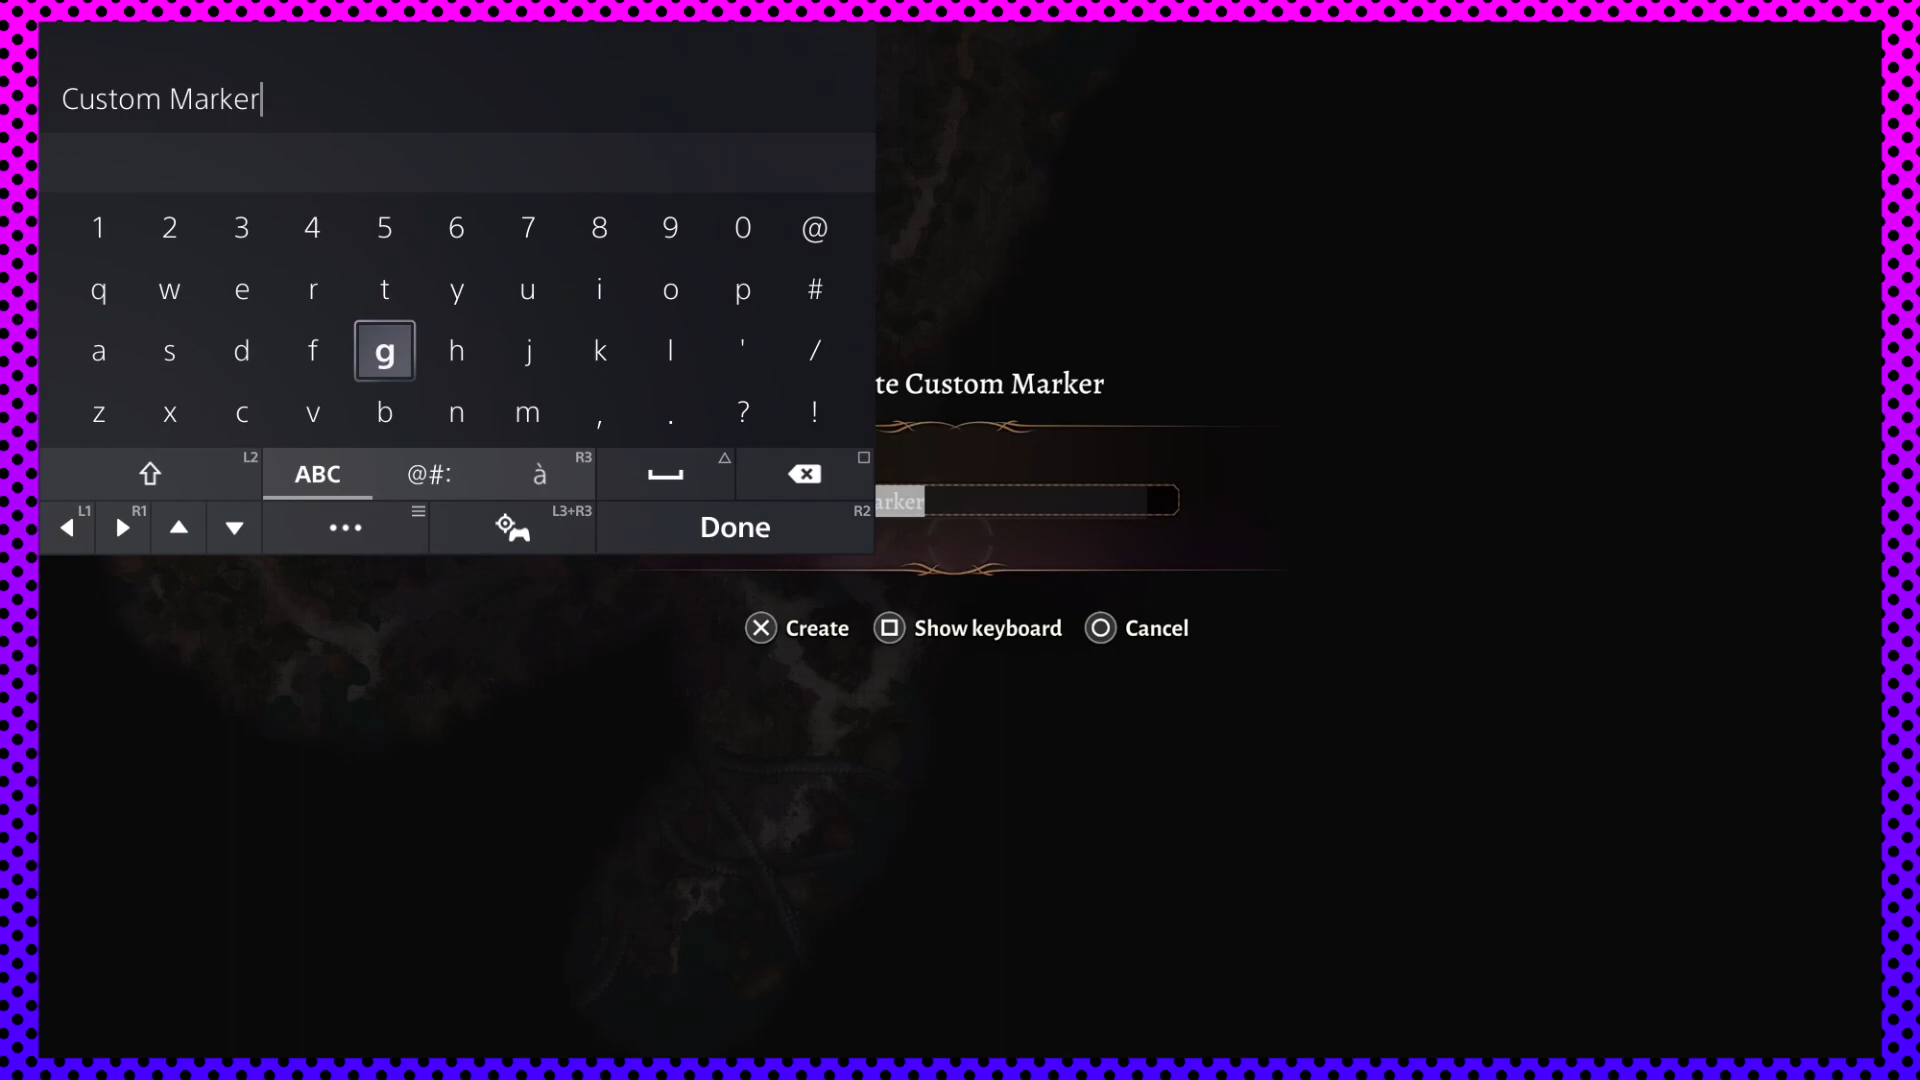 Custom Marker
1 2 3 4 5 6 7 8 9 0 @
q w e r t y u i o p #
a s d f g h j k l ' /
z x c v b n m , . ? !
L2 ABC @#: à R3
L1 R1 ... L3+R3 Done R2
te Custom Marker
arker
Create Show keyboard Cancel